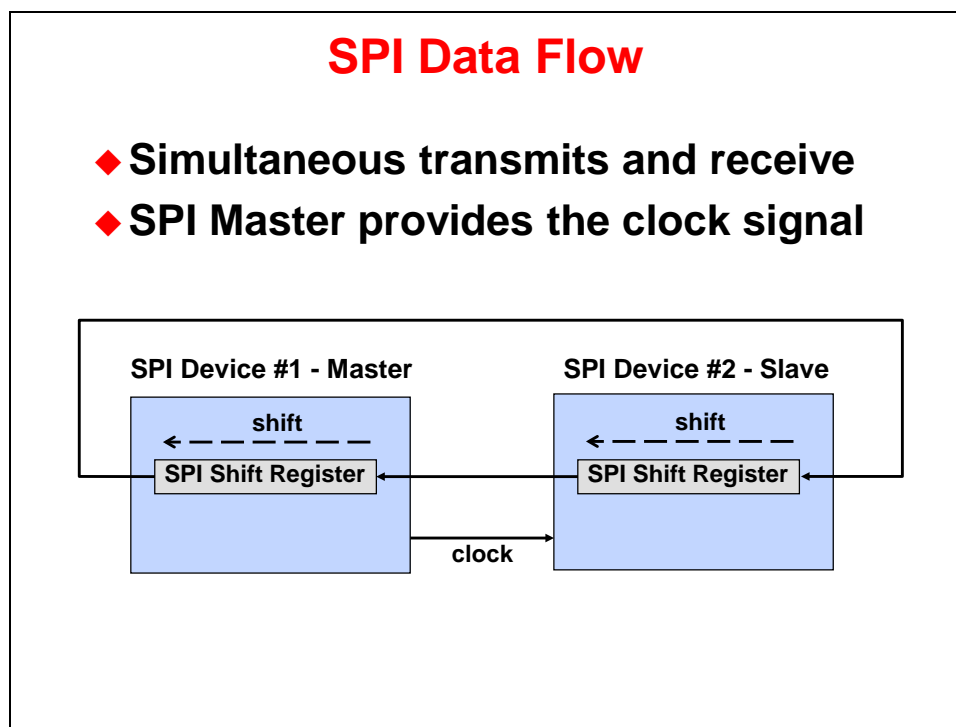 SPI Data Flow
Simultaneous transmits and receive
SPI Master provides the clock signal
SPI Device #1 - Master
SPI Device #2 - Slave
shift
shift
SPI Shift Register
SPI Shift Register
clock